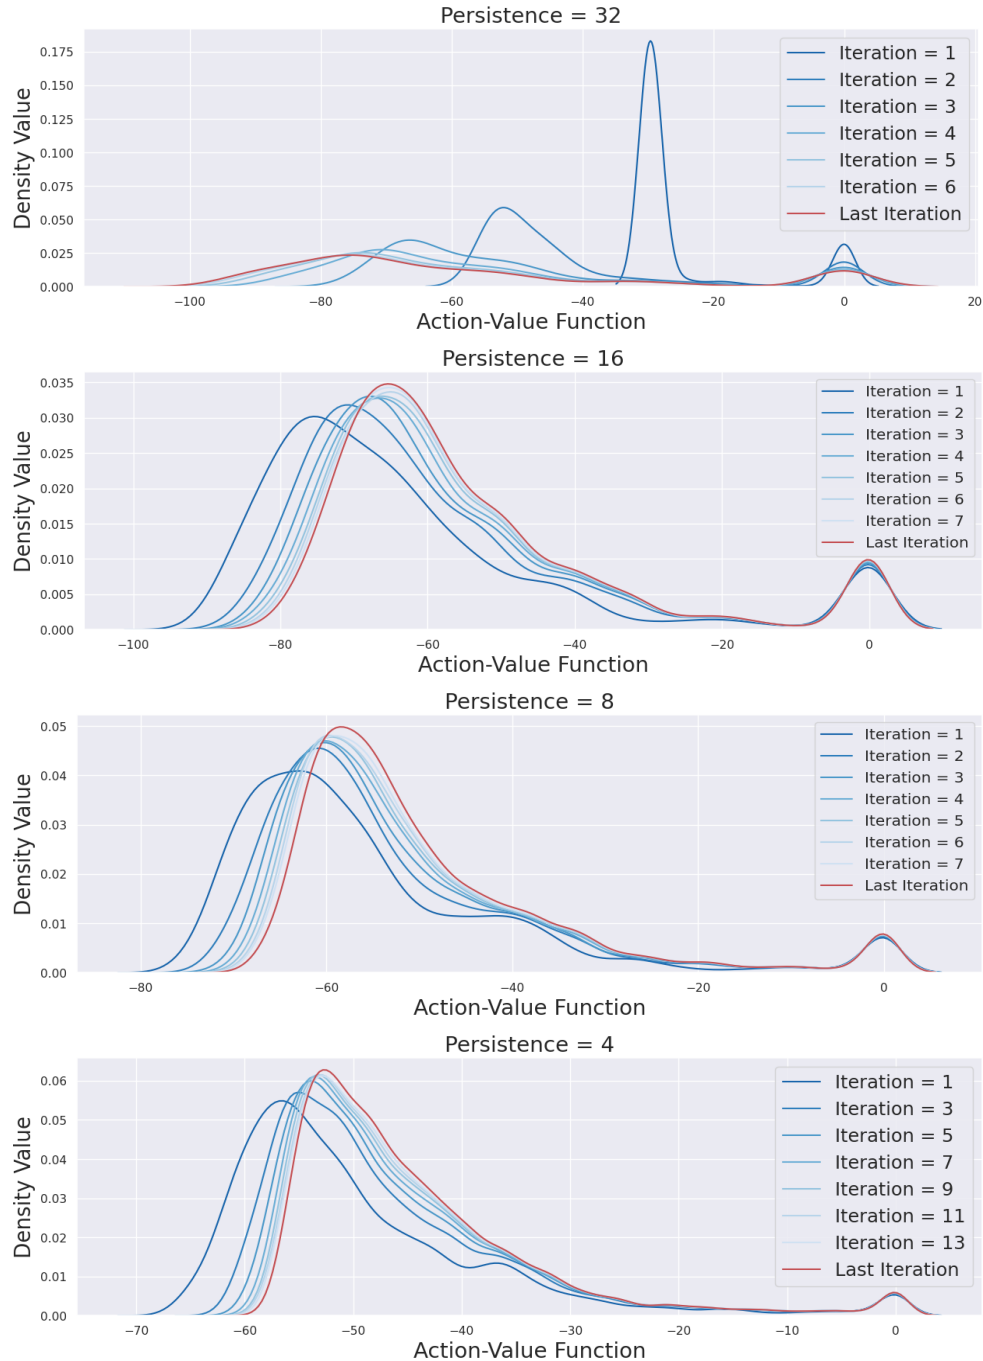 Persistence = 32
Density Value
0.175
0.150
0.125
0.100
0.075
0.050
0.025
0.00
Iteration = 1
Iteration = 2
Iteration = 3
Iteration = 4
Iteration = 5
Iteration = 6
Last Iteration
−100 −80 −60 −40 −20 0 20
Action-Value Function
Persistence = 16
Density Value
0.035
0.030
0.025
0.020
0.015
0.010
0.005
0.000
Iteration = 1
Iteration = 2
Iteration = 3
Iteration = 4
Iteration = 5
Iteration = 6
Iteration = 7
Last Iteration
−100 −80 −60 −40 −20 0
Action-Value Function
Persistence = 8
Density Value
0.05
0.04
0.03
0.02
0.01
0.00
Iteration = 1
Iteration = 2
Iteration = 3
Iteration = 4
Iteration = 5
Iteration = 6
Iteration = 7
Last Iteration
−80 −60 −40 −20 0
Action-Value Function
Persistence = 4
Density Value
0.06
0.05
0.04
0.03
0.02
0.01
0.00
Iteration = 1
Iteration = 3
Iteration = 5
Iteration = 7
Iteration = 9
Iteration = 11
Iteration = 13
Last Iteration
−70 −60 −50 −40 −30 −20 −10 0
Action-Value Function